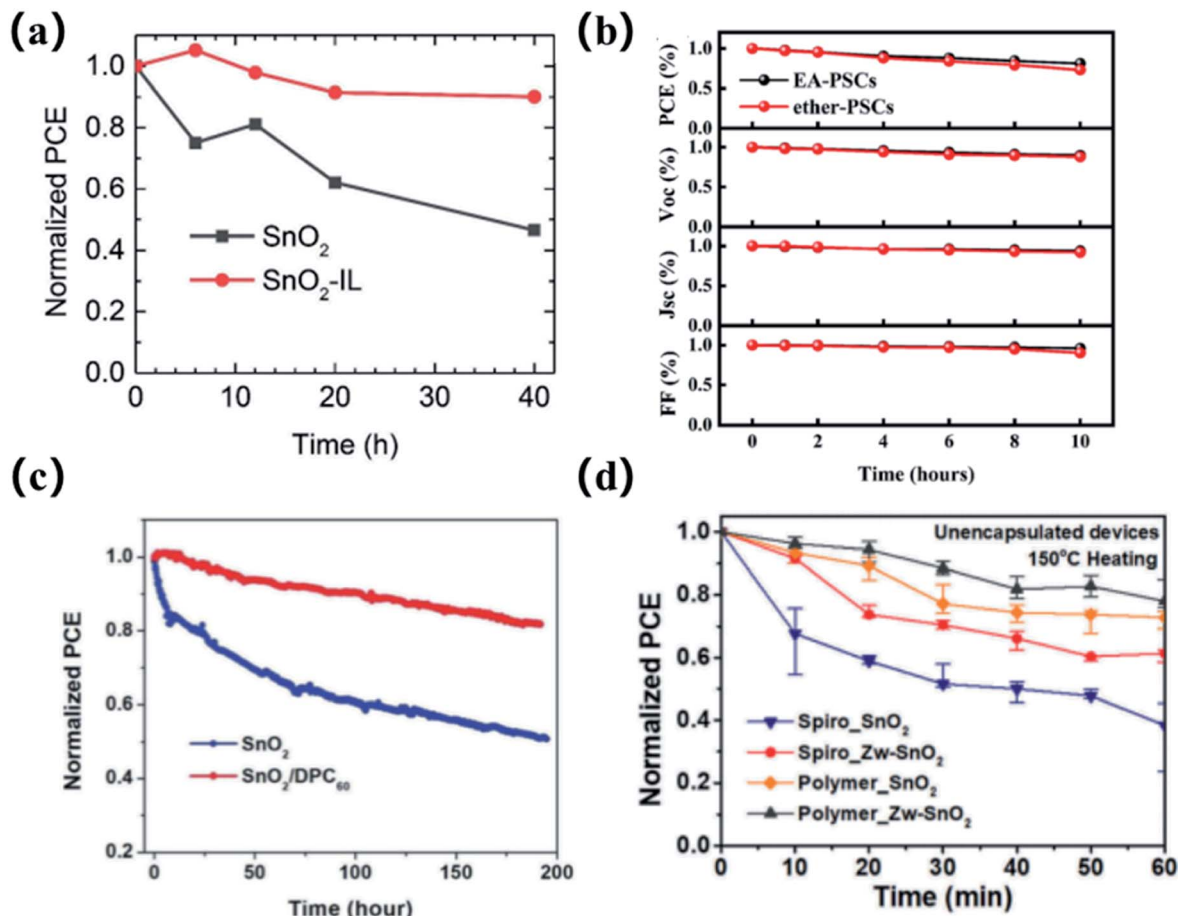 (a)
Normalized PCE
1.0
0.8
0.6
0.4
0.2
0.0
SnO2
SnO2-IL
0 10 20 30 40
Time (h)
(b)
PCE (%)
1.0
0.5
0.0
EA-PSCs
ether-PSCs
Voc (%)
1.0
0.5
0.0
Jsc (%)
1.0
0.5
0.0
FF (%)
1.0
0.5
0.0
0 2 4 6 8 10
Time (hours)
(c)
Normalized PCE
1.0
0.8
0.6
0.4
0.2
SnO2
SnO2/DPC60
0 50 100 150 200
Time (hour)
(d)
Normalized PCE
1.0
0.8
0.6
0.4
0.2
0.0
Unencapsulated devices
150°C Heating
Spiro_SnO2
Spiro_Zw-SnO2
Polymer_SnO2
Polymer_Zw-SnO2
0 10 20 30 40 50 60
Time (min)